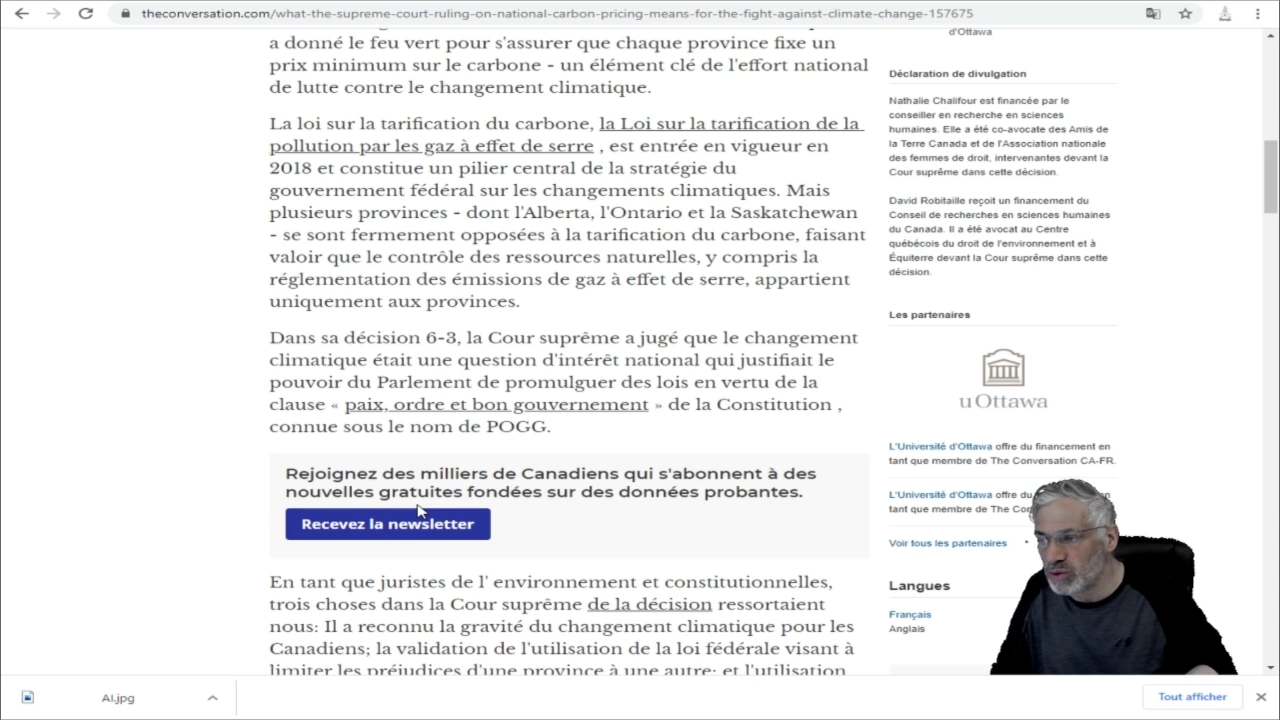 theconversation.com/what-the-supreme-court-ruling-on-national-carbon-pricing-means-for-the-fight-against-climate-change-157675
a donné le feu vert pour s'assurer que chaque province fixe un
prix minimum sur le carbone - un élément clé de l'effort national
de lutte contre le changement climatique.
La loi sur la tarification du carbone, la Loi sur la tarification de la
pollution par les gaz à effet de serre , est entrée en vigueur en
2018 et constitue un pilier central de la stratégie du
gouvernement fédéral sur les changements climatiques. Mais
plusieurs provinces - dont l'Alberta, l'Ontario et la Saskatchewan
- se sont fermement opposées à la tarification du carbone, faisant
valoir que le contrôle des ressources naturelles, y compris la
réglementation des émissions de gaz à effet de serre, appartient
uniquement aux provinces.
Dans sa décision 6-3, la Cour suprême a jugé que le changement
climatique était une question d'intérêt national qui justifiait le
pouvoir du Parlement de promulguer des lois en vertu de la
clause « paix, ordre et bon gouvernement » de la Constitution ,
connue sous le nom de POGG.
Rejoignez des milliers de Canadiens qui s'abonnent à des
nouvelles gratuites fondées sur des données probantes.
Recevez la newsletter
En tant que juristes de l' environnement et constitutionnelles,
trois choses dans la Cour suprême de la décision ressortaient
nous: Il a reconnu la gravité du changement climatique pour les
Canadiens; la validation de l'utilisation de la loi fédérale visant à
limiter les préjudices d'une province à une autre; et l'utilisation
d'Ottawa
Déclaration de divulgation
Nathalie Chalifour est financée par le
conseiller en recherche en sciences
humaines. Elle a été co-avocate des Amis de
la Terre Canada et de l'Association nationale
des femmes de droit, intervenantes devant la
Cour suprême dans cette décision.
David Robitaille reçoit un financement du
Conseil de recherches en sciences humaines
du Canada. Il a été avocat au Centre
québécois du droit de l'environnement et à
Équiterre devant la Cour suprême dans cette
décision.
Les partenaires
uOttawa
L'Université d'Ottawa offre du financement en
tant que membre de The Conversation CA-FR.
L'Université d'Ottawa offre du en
tant que membre de The
Voir tous les partenaires
Langues
Français
Anglais
AI.jpg
Tout afficher